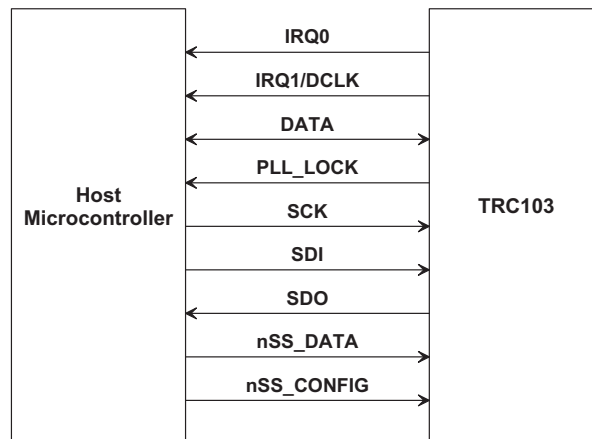 IRQ0
IRQ1/DCLK
DATA
PLL_LOCK
Host
Microcontroller
TRC103
SCK
SDI
SDO
nSS_DATA
nSS_CONFIG